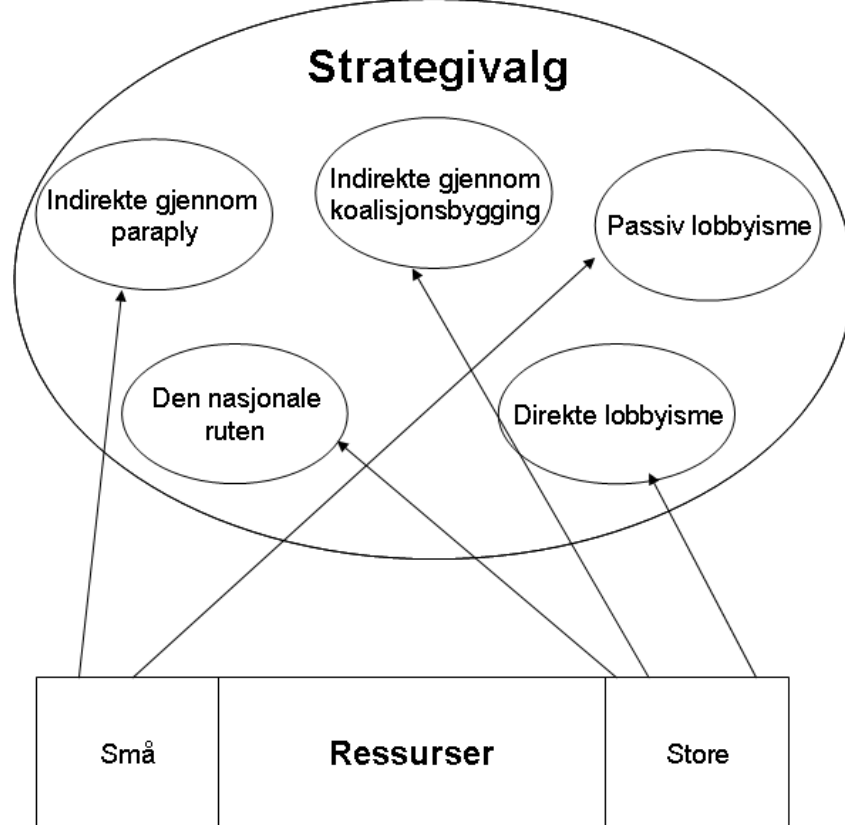 Strategivalg
Indirekte gjennom
paraply
Indirekte gjennom
koalisjonsbygging
Passiv lobbyisme
Den nasjonale
ruten
Direkte lobbyisme
Små
Ressurser
Store